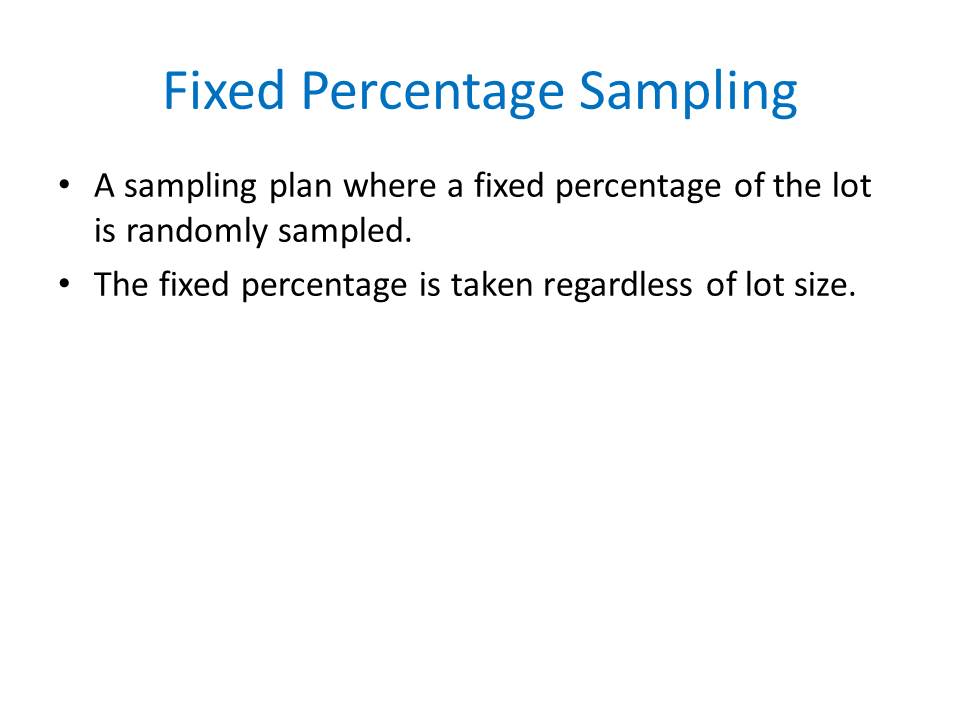 Fixed Percentage Sampling
• A sampling plan where a fixed percentage of the lot
is randomly sampled.
• The fixed percentage is taken regardless of lot size.